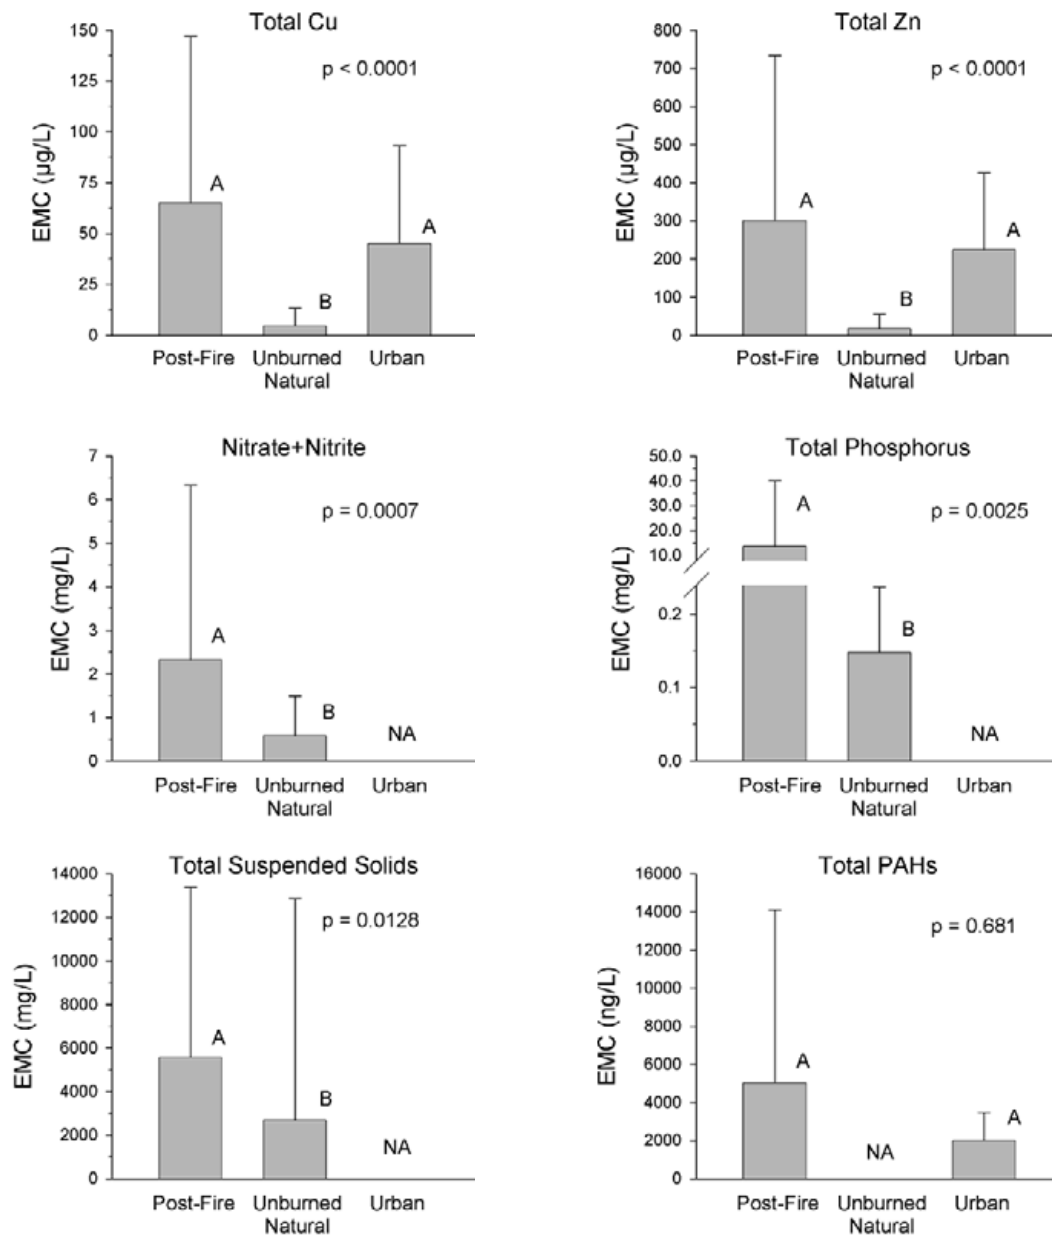 Total Cu
150
125
100
75
50
25
0
EMC (µg/L)
p < 0.0001
A
B
A
Post-Fire
Unburned
Natural
Urban
Total Zn
800
700
600
500
400
300
200
100
0
EMC (µg/L)
p < 0.0001
A
B
A
Post-Fire
Unburned
Natural
Urban
Nitrate+Nitrite
7
6
5
4
3
2
1
0
EMC (mg/L)
p = 0.0007
A
B
NA
Post-Fire
Unburned
Natural
Urban
Total Phosphorus
50.0
40.0
30.0
20.0
10.0
0.2
0.1
0.0
EMC (mg/L)
p = 0.0025
A
B
NA
Post-Fire
Unburned
Natural
Urban
Total Suspended Solids
14000
12000
10000
8000
6000
4000
2000
0
EMC (mg/L)
p = 0.0128
A
B
NA
Post-Fire
Unburned
Natural
Urban
Total PAHs
16000
14000
12000
10000
8000
6000
4000
2000
0
EMC (ng/L)
p = 0.681
A
NA
A
Post-Fire
Unburned
Natural
Urban